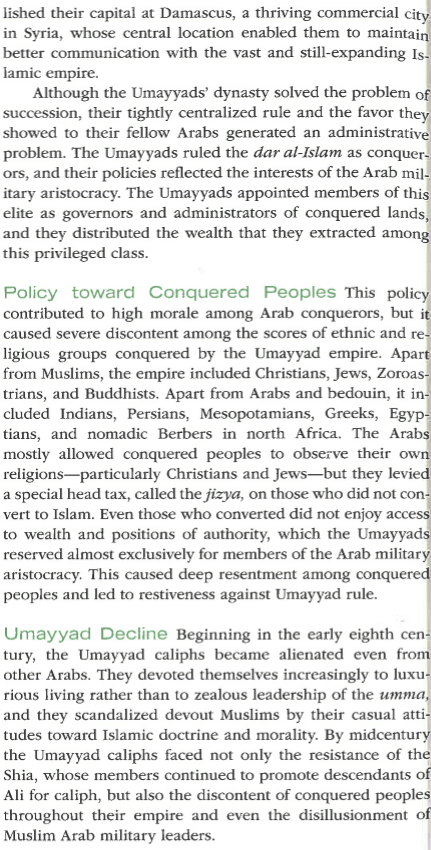 lished their capital at Damascus, a thriving commercial city
in Syria, whose central location enabled them to maintain
better communication with the vast and still-expanding Is-
lamic empire.
Although the Umayyads' dynasty solved the problem of
succession, their tightly centralized rule and the favor they
showed to their fellow Arabs generated an administrative
problem. The Umayyads ruled the dar al-Islam as conquer-
ors, and their policies reflected the interests of the Arab mil-
itary aristocracy. The Umayyads appointed members of this
elite as governors and administrators of conquered lands,
and they distributed the wealth that they extracted among
this privileged class.
Policy toward Conquered Peoples This policy
contributed to high morale among Arab conquerors, but it
caused severe discontent among the scores of ethnic and re-
ligious groups conquered by the Umayyad empire. Apart
from Muslims, the empire included Christians, Jews, Zoroas-
trians, and Buddhists. Apart from Arabs and bedouin, it in-
cluded Indians, Persians, Mesopotamians, Greeks, Egyp-
tians, and nomadic Berbers in north Africa. The Arabs
mostly allowed conquered peoples to observe their own
religions—particularly Christians and Jews—but they levied
a special head tax, called the jizya, on those who did not con-
vert to Islam. Even those who converted did not enjoy access
to wealth and positions of authority, which the Umayyads
reserved almost exclusively for members of the Arab military
aristocracy. This caused deep resentment among conquered
peoples and led to restiveness against Umayyad rule.
Umayyad Decline Beginning in the early eighth cen-
tury, the Umayyad caliphs became alienated even from
other Arabs. They devoted themselves increasingly to luxu-
rious living rather than to zealous leadership of the umma,
and they scandalized devout Muslims by their casual atti-
tudes toward Islamic doctrine and morality. By midcentury
the Umayyad caliphs faced not only the resistance of the
Shia, whose members continued to promote descendants of
Ali for caliph, but also the discontent of conquered peoples
throughout their empire and even the disillusionment of
Muslim Arab military leaders.